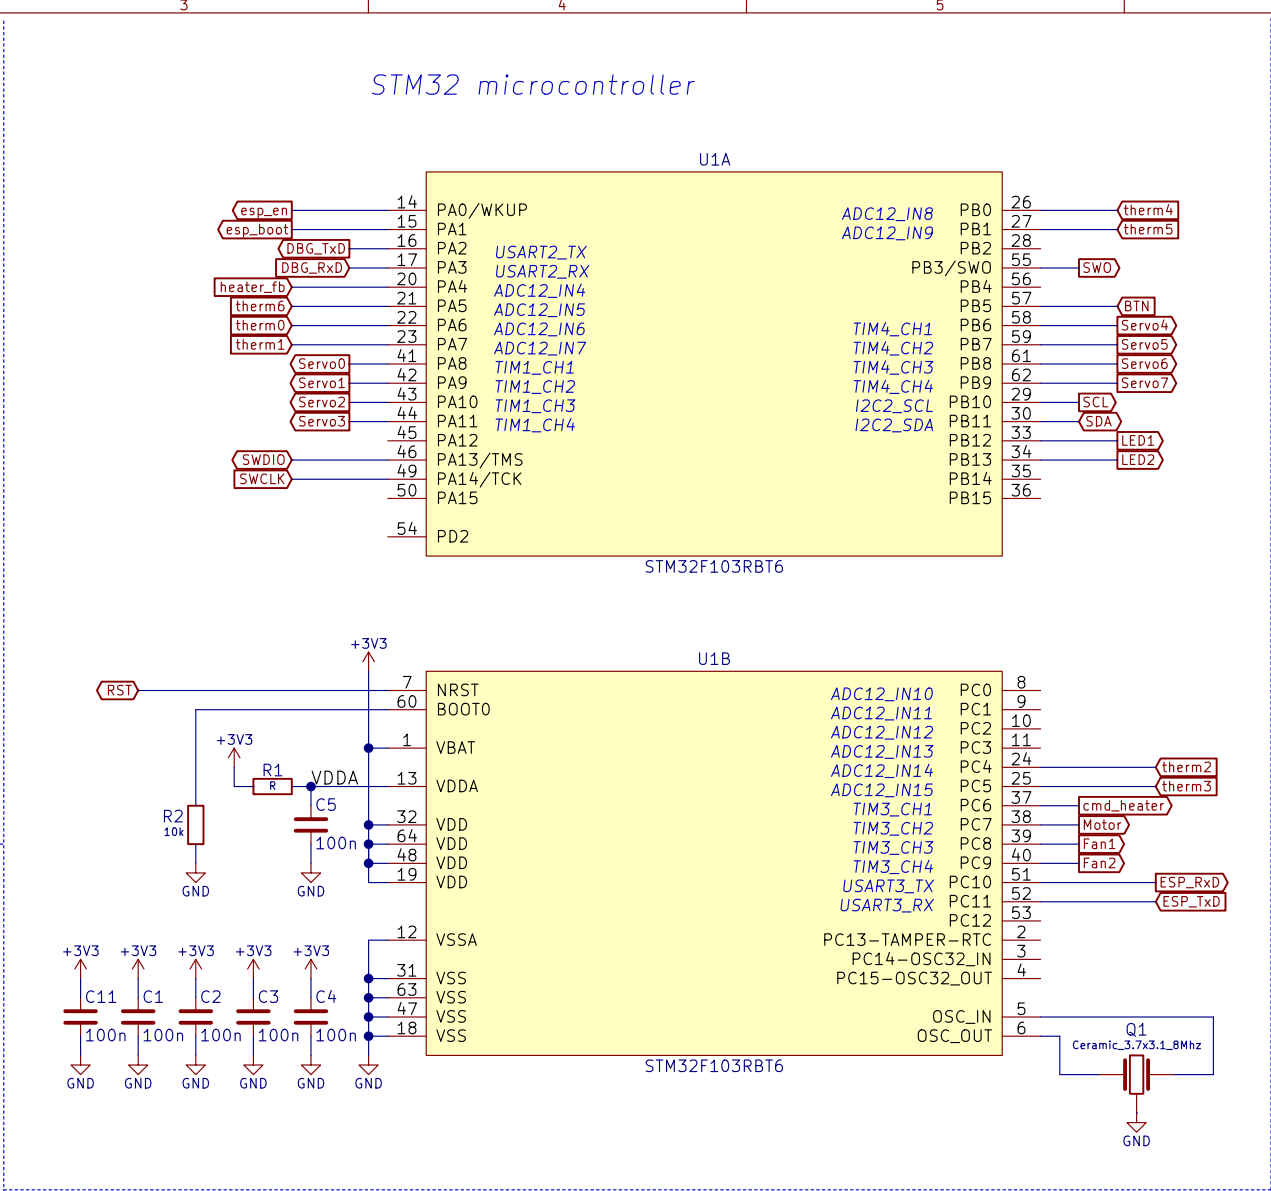 3 4 5
STM32 microcontroller
U1A
esp_en 14 PA0/WKUP ADC12_IN8 PB0 26 therm4
esp_boot 15 PA1 ADC12_IN9 PB1 27 therm5
DBG_TxD 16 PA2 USART2_TX PB2 28
DBG_RxD 17 PA3 USART2_RX PB3/SWO 55 SWO
heater_fb 20 PA4 ADC12_IN4 PB4 56
therm6 21 PA5 ADC12_IN5 PB5 57 BTN
therm0 22 PA6 ADC12_IN6 TIM4_CH1 PB6 58 Servo4
therm1 23 PA7 ADC12_IN7 TIM4_CH2 PB7 59 Servo5
Servo0 41 PA8 TIM1_CH1 TIM4_CH3 PB8 61 Servo6
Servo1 42 PA9 TIM1_CH2 TIM4_CH4 PB9 62 Servo7
Servo2 43 PA10 TIM1_CH3 I2C2_SCL PB10 29 SCL
Servo3 44 PA11 TIM1_CH4 I2C2_SDA PB11 30 SDA
45 PA12 PB12 33 LED1
SWDIO 46 PA13/TMS PB13 34 LED2
SWCLK 49 PA14/TCK PB14 35
50 PA15 PB15 36
54 PD2
STM32F103RBT6
+3V3
U1B
RST 7 NRST ADC12_IN10 PC0 8
60 BOOT0 ADC12_IN11 PC1 9
ADC12_IN12 PC2 10
+3V3 1 VBAT ADC12_IN13 PC3 11
R1 ADC12_IN14 PC4 24 therm2
R VDDA 13 VDDA ADC12_IN15 PC5 25 therm3
C5 TIM3_CH1 PC6 37 cmd_heater
R2 32 VDD TIM3_CH2 PC7 38 Motor
10k
100n 64 VDD TIM3_CH3 PC8 39 Fan1
48 VDD TIM3_CH4 PC9 40 Fan2
GND GND 19 VDD USART3_TX PC10 51 ESP_RxD
USART3_RX PC11 52 ESP_TxD
PC12 53
12 VSSA PC13-TAMPER-RTC 2
+3V3 +3V3 +3V3 +3V3 +3V3 PC14-OSC32_IN 3
31 VSS PC15-OSC32_OUT 4
C11 C1 C2 C3 C4 63 VSS
47 VSS OSC_IN 5
100n 100n 100n 100n 100n 18 VSS OSC_OUT 6
Q1
Ceramic_3.7x3.1_8Mhz
STM32F103RBT6
GND GND GND GND GND GND
GND